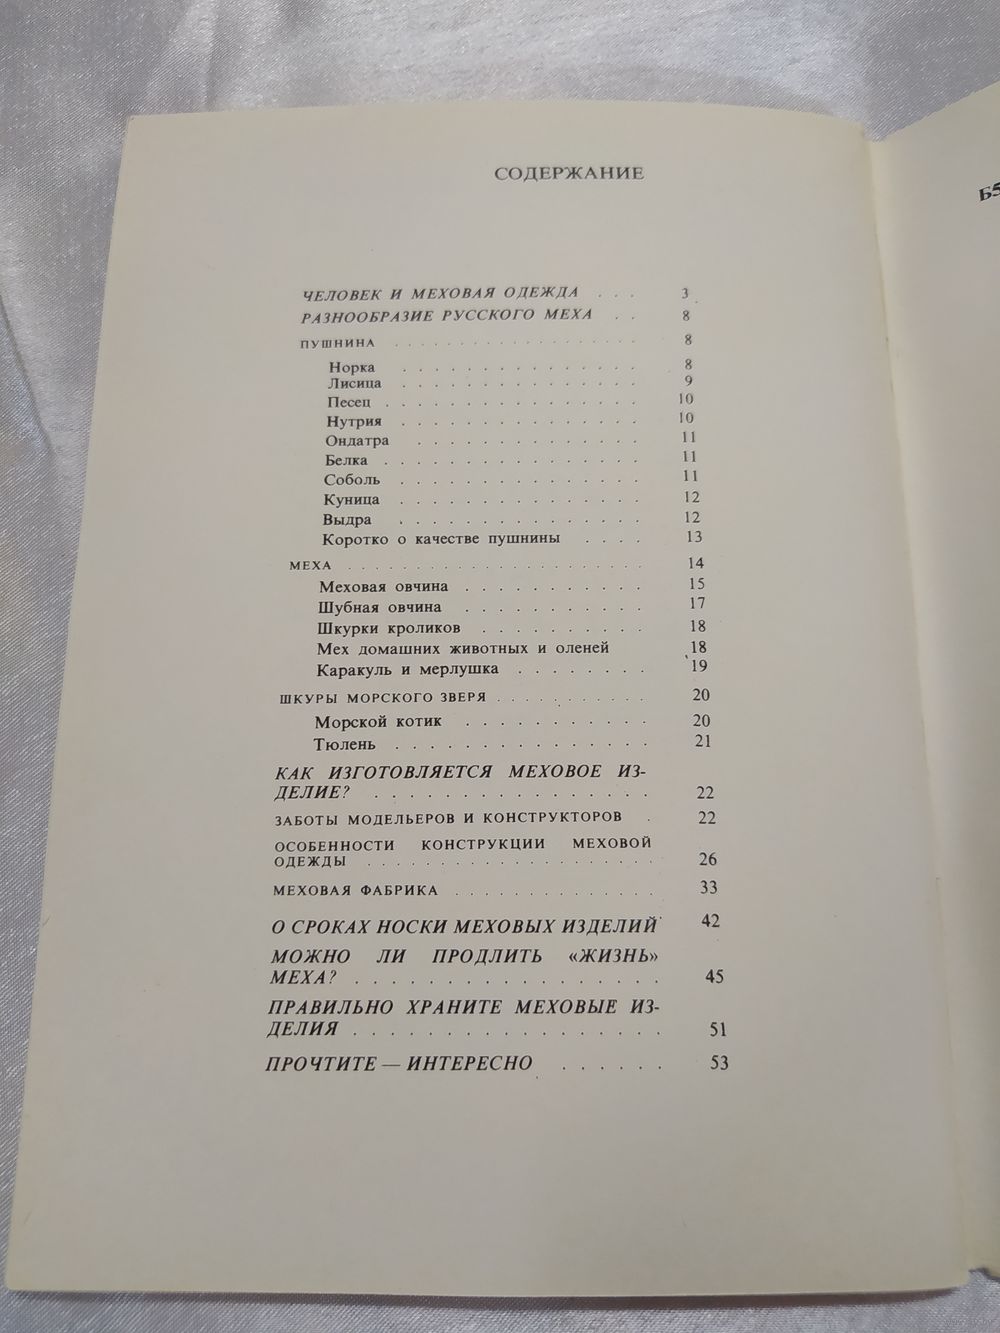 СОДЕРЖАНИЕ
Б5
ЧЕЛОВЕК И МЕХОВАЯ ОДЕЖДА . . . 3
РАЗНООБРАЗИЕ РУССКОГО МЕХА . . 8
ПУШНИНА . . . . . . . . . . . . . . . . . . 8
Норка . . . . . . . . . . . . . 8
Лисица . . . . . . . . . . . . . 9
Песец . . . . . . . . . . . . . . 10
Нутрия . . . . . . . . . . . . . 10
Ондатра . . . . . . . . . . . . 11
Белка . . . . . . . . . . . . . . 11
Соболь . . . . . . . . . . . . . 11
Куница . . . . . . . . . . . . . 12
Выдра . . . . . . . . . . . . . 12
Коротко о качестве пушнины . . . . 13
МЕХА . . . . . . . . . . . . . . . . . . . . 14
Меховая овчина . . . . . . . . . . 15
Шубная овчина . . . . . . . . . . 17
Шкурки кроликов . . . . . . . . . 18
Мех домашних животных и оленей 18
Каракуль и мерлушка . . . . . . . 19
ШКУРЫ МОРСКОГО ЗВЕРЯ . . . . . . . . . . 20
Морской котик . . . . . . . . . . 20
Тюлень . . . . . . . . . . . . . . 21
КАК ИЗГОТОВЛЯЕТСЯ МЕХОВОЕ ИЗ-
ДЕЛИЕ? . . . . . . . . . . . . . . . . 22
ЗАБОТЫ МОДЕЛЬЕРОВ И КОНСТРУКТОРОВ . 22
ОСОБЕННОСТИ КОНСТРУКЦИИ МЕХОВОЙ
ОДЕЖДЫ . . . . . . . . . . . . . . . . . . 26
МЕХОВАЯ ФАБРИКА . . . . . . . . . . . . . 33
О СРОКАХ НОСКИ МЕХОВЫХ ИЗДЕЛИЙ 42
МОЖНО ЛИ ПРОДЛИТЬ «ЖИЗНЬ»
МЕХА? . . . . . . . . . . . . . . . . . 45
ПРАВИЛЬНО ХРАНИТЕ МЕХОВЫЕ ИЗ-
ДЕЛИЯ . . . . . . . . . . . . . . . . . 51
ПРОЧТИТЕ — ИНТЕРЕСНО . . . . . . 53